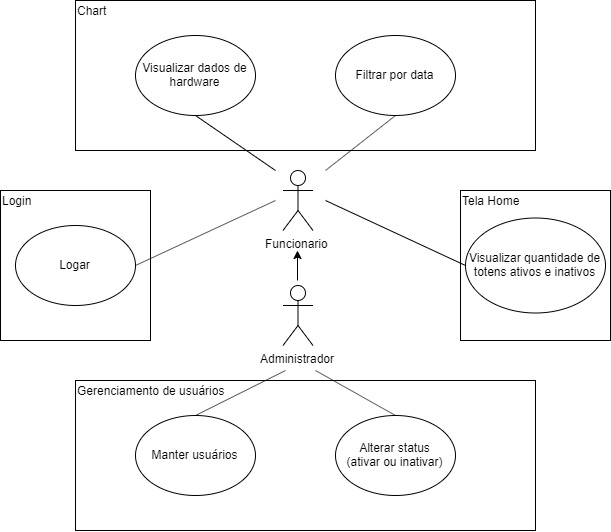 Chart
Visualizar dados de
hardware
Filtrar por data
Login
Logar
Funcionario
Tela Home
Visualizar quantidade de
totens ativos e inativos
Administrador
Gerenciamento de usuários
Manter usuários
Alterar status
(ativar ou inativar)